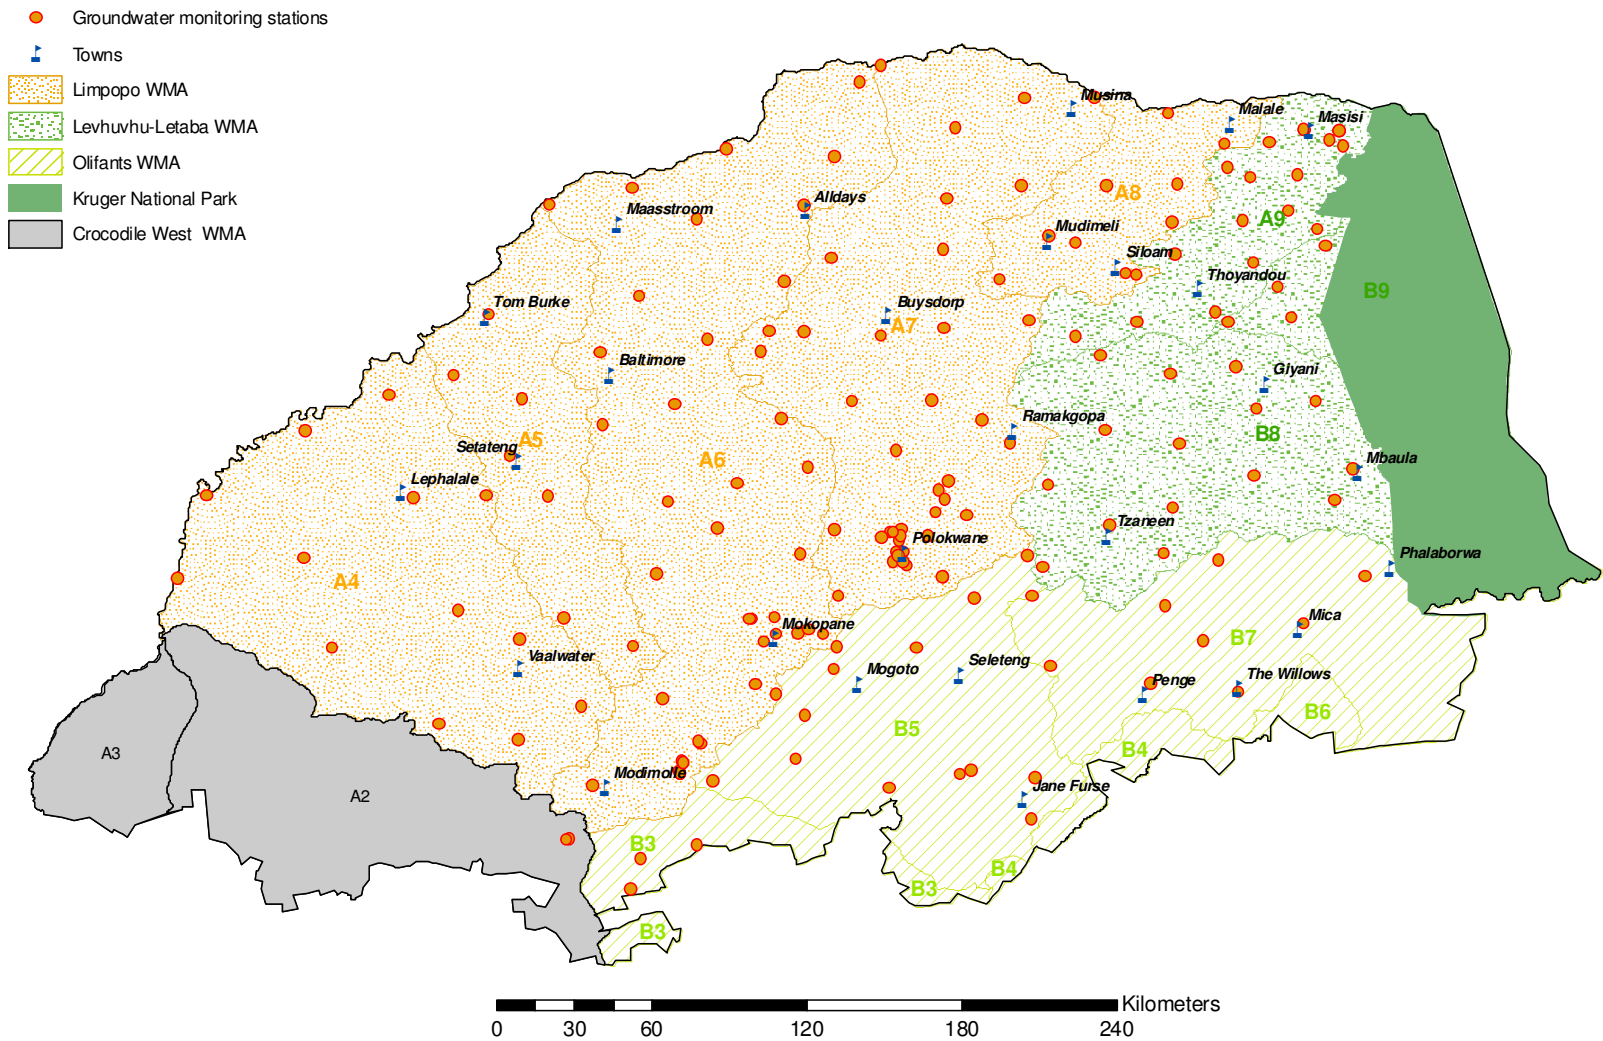 Groundwater monitoring stations
Towns
Limpopo WMA
Levhuvhu-Letaba WMA
Olifants WMA
Kruger National Park
Crocodile West WMA
Musina
Malale
Masisi
Alldays
A8
Maasstroom
Mudimeli
A9
Siloam
Thoyandou
B9
Tom Burke
Buysdorp
A7
Baltimore
Giyani
Ramakgopa
A5
B8
Setateng
A6
Mbaula
Lephalale
Tzaneen
Polokwane
Phalaborwa
A4
Mica
Mokopane
B7
Vaalwater
Seleteng
Mogoto
Penge
The Willows
B6
B5
B4
A3
Modimolle
Jane Furse
A2
B3
B4
B3
B3
Kilometers
0 30 60 120 180 240